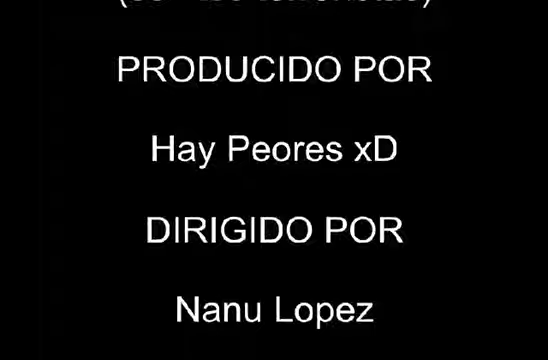 PRODUCIDO POR
Hay Peores xD
DIRIGIDO POR
Nanu Lopez